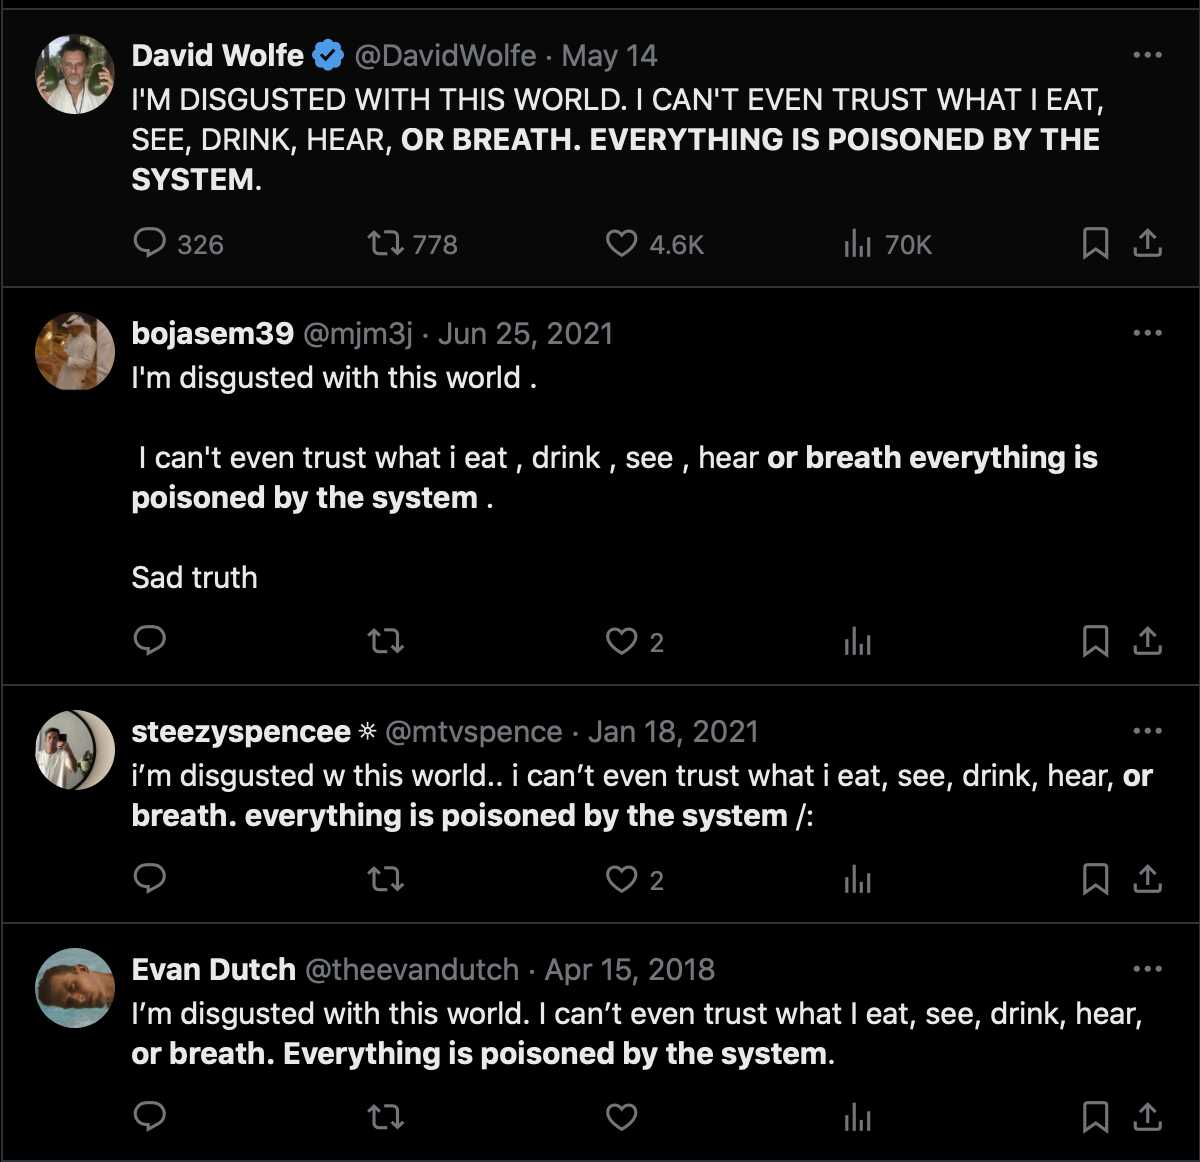 David Wolfe @DavidWolfe · May 14
I'M DISGUSTED WITH THIS WORLD. I CAN'T EVEN TRUST WHAT I EAT,
SEE, DRINK, HEAR, OR BREATH. EVERYTHING IS POISONED BY THE
SYSTEM.
326 778 4.6K 70K
bojasem39 @mjm3j · Jun 25, 2021
I'm disgusted with this world .
I can't even trust what i eat , drink , see , hear or breath everything is
poisoned by the system .
Sad truth
2
steezyspencee☼ @mtvspence · Jan 18, 2021
i’m disgusted w this world.. i can’t even trust what i eat, see, drink, hear, or
breath. everything is poisoned by the system /:
2
Evan Dutch @theevandutch · Apr 15, 2018
I’m disgusted with this world. I can’t even trust what I eat, see, drink, hear,
or breath. Everything is poisoned by the system.